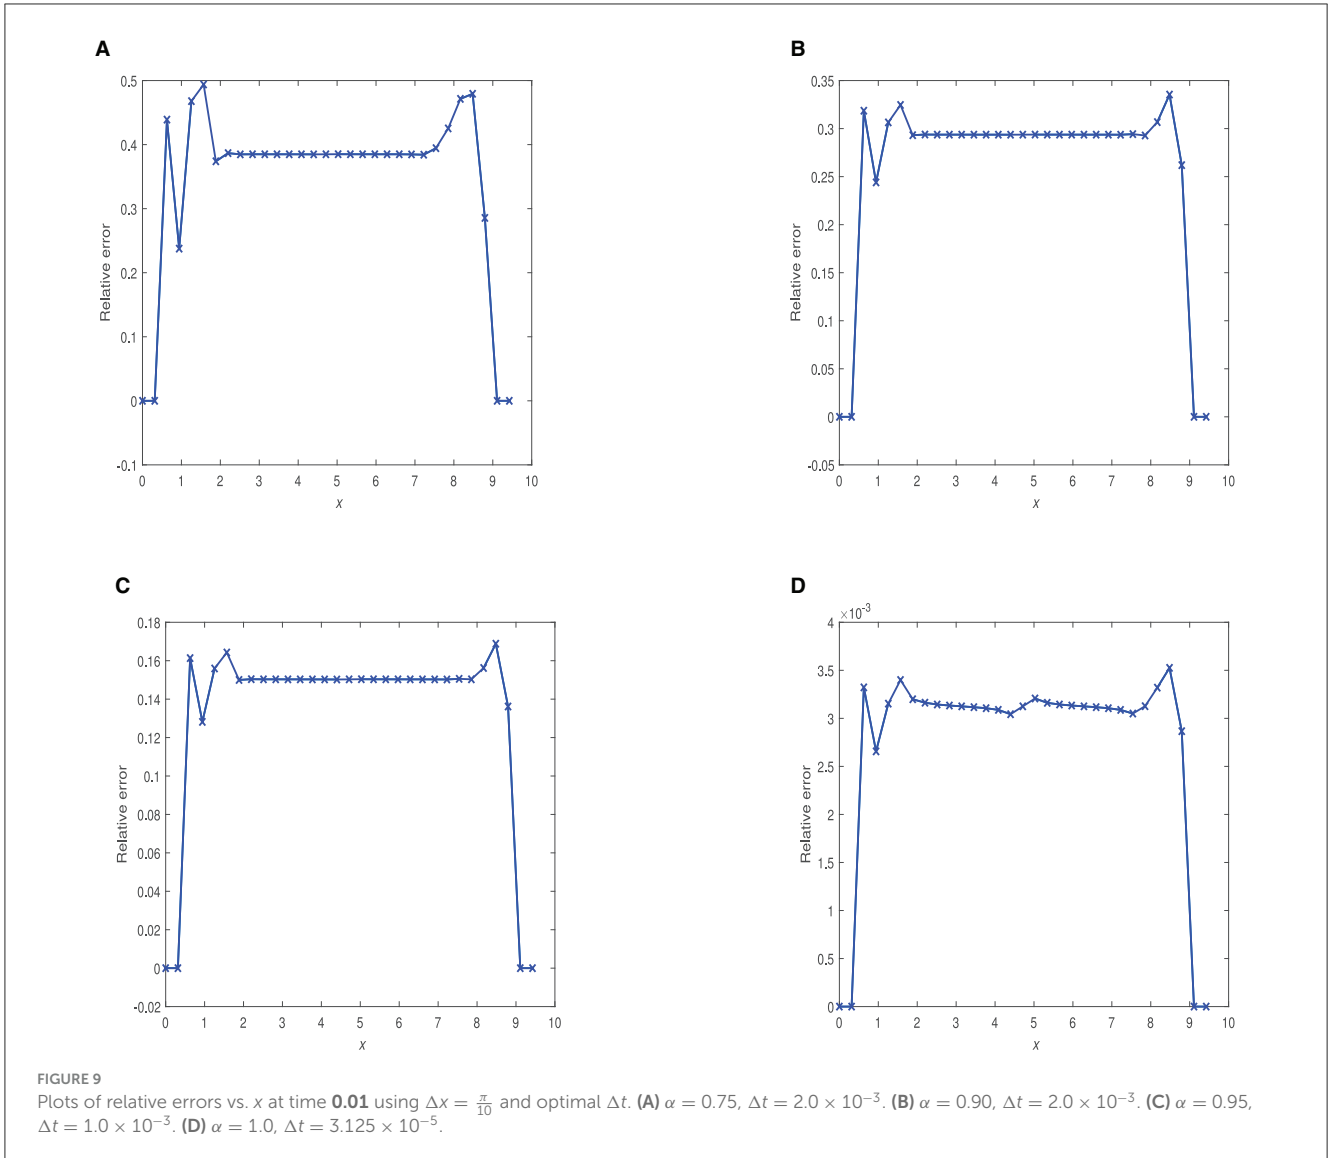 A
0.5
0.4
0.3
0.2
0.1
0
-0.1
Relative error
0 1 2 3 4 5 6 7 8 9 10
x
B
0.35
0.3
0.25
0.2
0.15
0.1
0.05
0
-0.05
Relative error
0 1 2 3 4 5 6 7 8 9 10
x
C
0.18
0.16
0.14
0.12
0.1
0.08
0.06
0.04
0.02
0
-0.02
Relative error
0 1 2 3 4 5 6 7 8 9 10
x
D
×10⁻³
4
3.5
3
2.5
2
1.5
1
0.5
0
Relative error
0 1 2 3 4 5 6 7 8 9 10
x
FIGURE 9
Plots of relative errors vs. x at time 0.01 using Δx = π/10 and optimal Δt. (A) α = 0.75, Δt = 2.0 × 10⁻³. (B) α = 0.90, Δt = 2.0 × 10⁻³. (C) α = 0.95,
Δt = 1.0 × 10⁻³. (D) α = 1.0, Δt = 3.125 × 10⁻⁵.